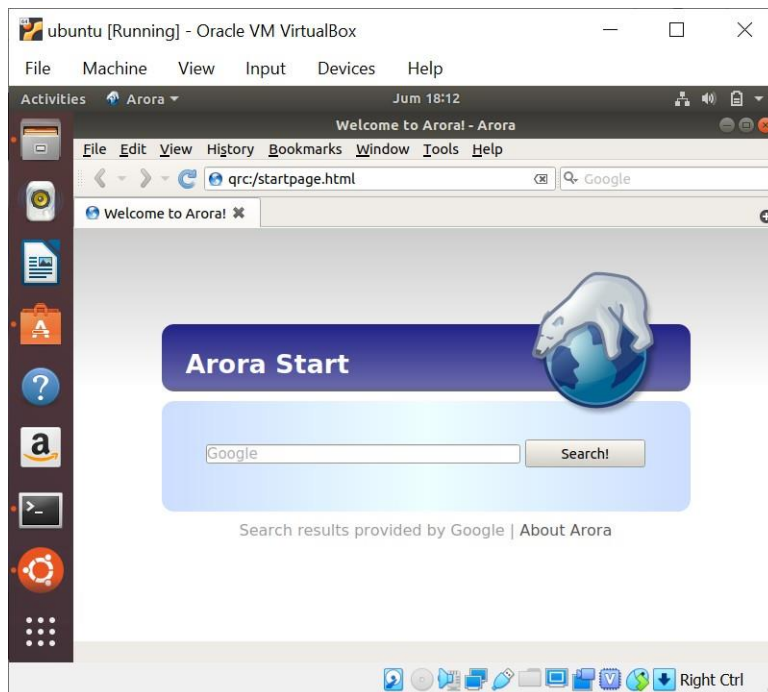 ubuntu [Running] - Oracle VM VirtualBox
File Machine View Input Devices Help
Activities Arora Jum 18:12
Welcome to Arora! - Arora
File Edit View History Bookmarks Window Tools Help
qrc:/startpage.html Google
Welcome to Arora!
Arora Start
Google Search!
Search results provided by Google | About Arora
a
Right Ctrl